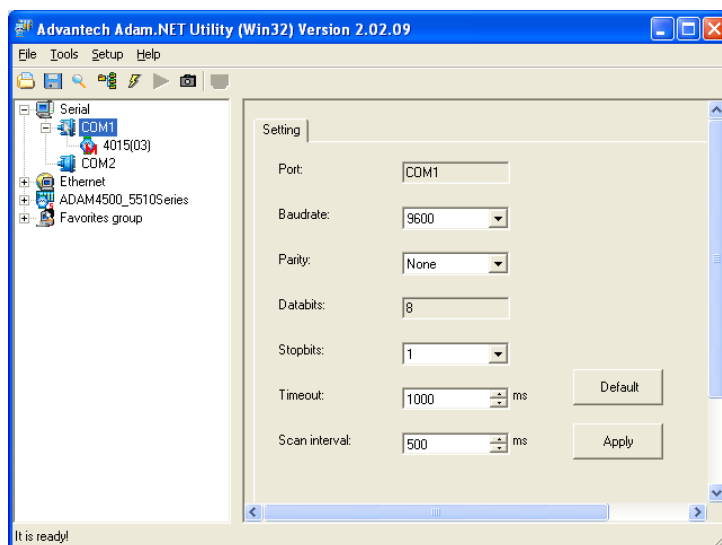 Advantech Adam.NET Utility (Win32) Version 2.02.09
File Tools Setup Help
Serial
COM1
4015(03)
COM2
Ethernet
ADAM4500_5510Series
Favorites group
Setting
Port: COM1
Baudrate: 9600
Parity: None
Databits: 8
Stopbits: 1
Timeout: 1000 ms
Default
Scan interval: 500 ms
Apply
It is ready!